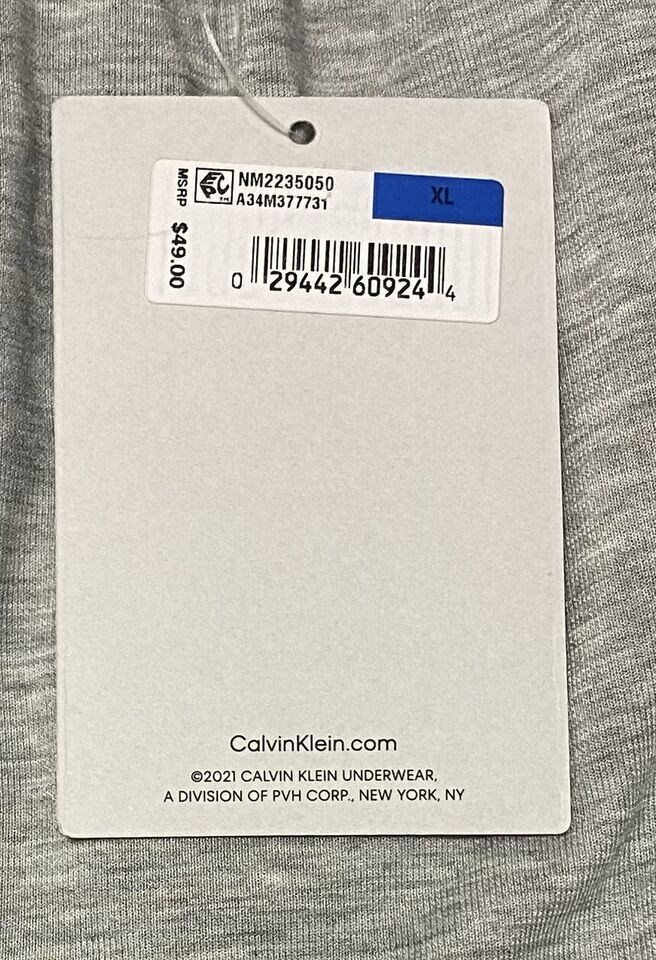 MSRP $49.00
EPC™
NM2235050
A34M377731
XL
0 29442 60924 4
CalvinKlein.com
©2021 CALVIN KLEIN UNDERWEAR,
A DIVISION OF PVH CORP., NEW YORK, NY